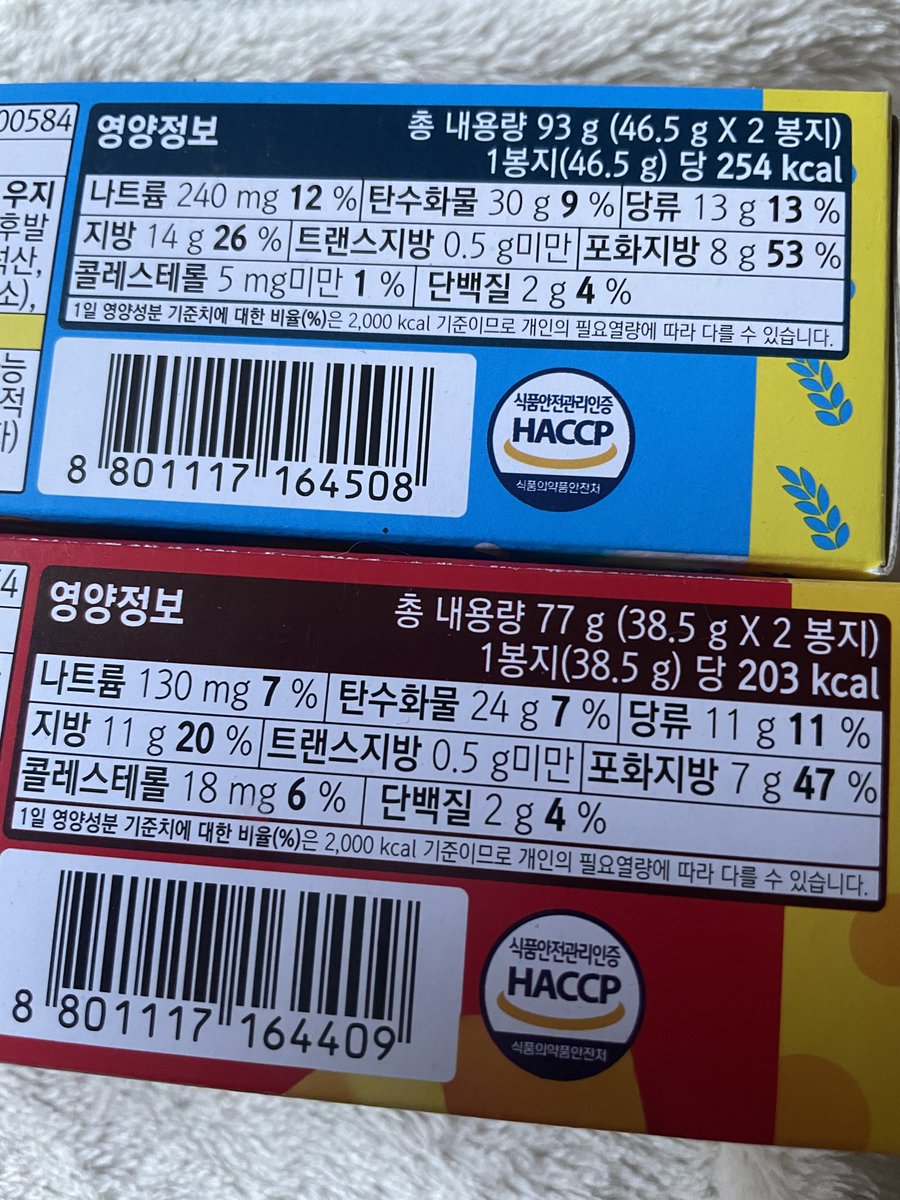 00584
영양정보
총 내용량 93 g (46.5 g X 2 봉지)
1봉지(46.5 g) 당 254 kcal
나트륨 240 mg 12 % 탄수화물 30 g 9 % 당류 13 g 13 %
지방 14 g 26 % 트랜스지방 0.5 g미만 포화지방 8 g 53 %
콜레스테롤 5 mg미만 1 % 단백질 2 g 4 %
1일 영양성분 기준치에 대한 비율(%)은 2,000 kcal 기준이므로 개인의 필요열량에 따라 다를 수 있습니다.
우지
후발
능
적
8 801117 164508
식품안전관리인증
HACCP
식품의약품안전처
4
영양정보
총 내용량 77 g (38.5 g X 2 봉지)
1봉지(38.5 g) 당 203 kcal
나트륨 130 mg 7 % 탄수화물 24 g 7 % 당류 11 g 11 %
지방 11 g 20 % 트랜스지방 0.5 g미만 포화지방 7 g 47 %
콜레스테롤 18 mg 6 % 단백질 2 g 4 %
1일 영양성분 기준치에 대한 비율(%)은 2,000 kcal 기준이므로 개인의 필요열량에 따라 다를 수 있습니다.
8 801117 164409
식품안전관리인증
HACCP
식품의약품안전처